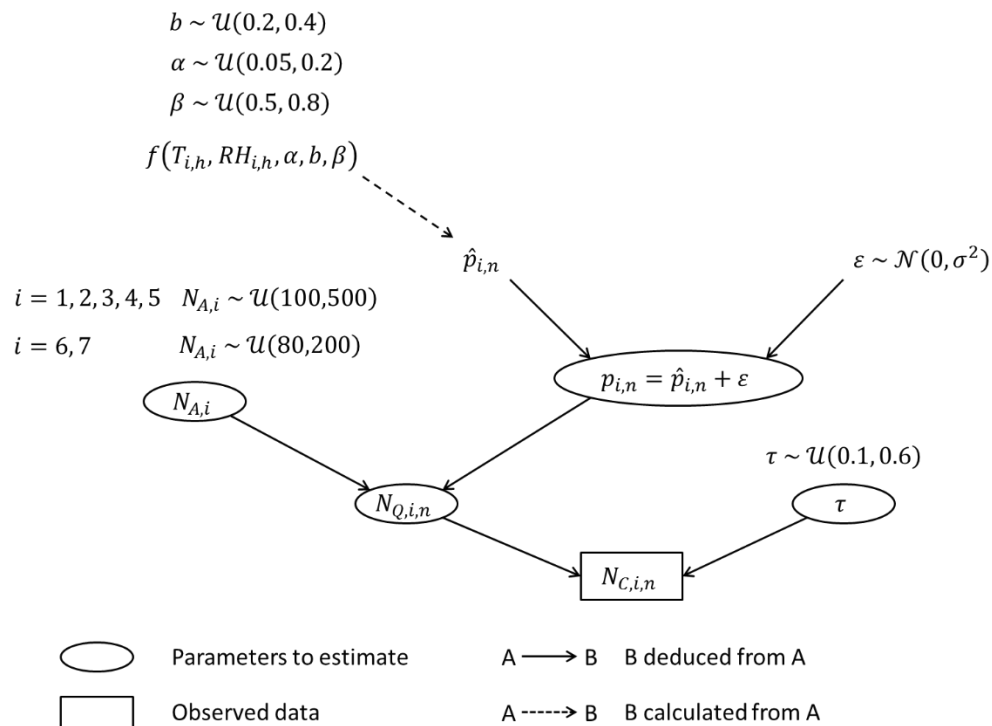 b ~ 𝒰(0.2, 0.4)
α ~ 𝒰(0.05, 0.2)
β ~ 𝒰(0.5, 0.8)
f(T_{i,h}, RH_{i,h}, α, b, β)
p̂_{i,n}
ε ~ 𝒩(0, σ²)
i = 1, 2, 3, 4, 5 N_{A,i} ~ 𝒰(100,500)
i = 6, 7 N_{A,i} ~ 𝒰(80,200)
p_{i,n} = p̂_{i,n} + ε
N_{A,i}
τ ~ 𝒰(0.1, 0.6)
N_{Q,i,n}
τ
N_{C,i,n}
Parameters to estimate A B B deduced from A
Observed data A B B calculated from A